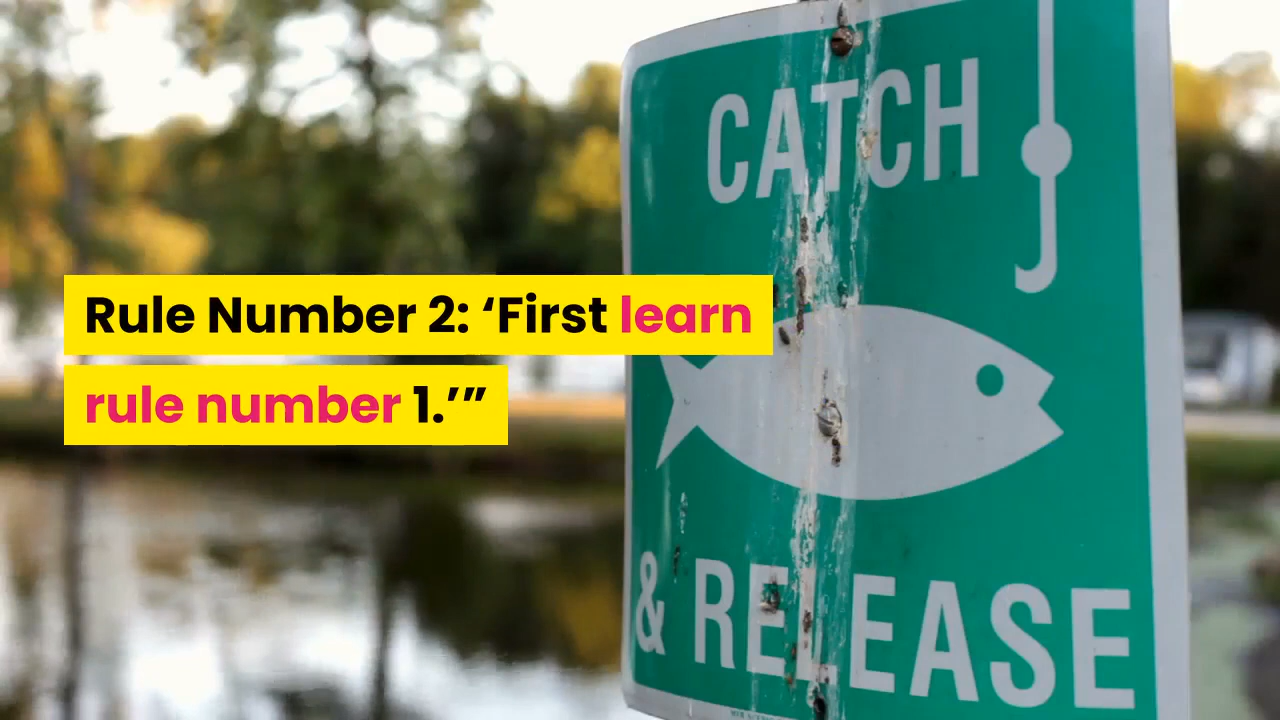 CATCH
Rule Number 2: ‘First learn
rule number 1.’”
& RELEASE